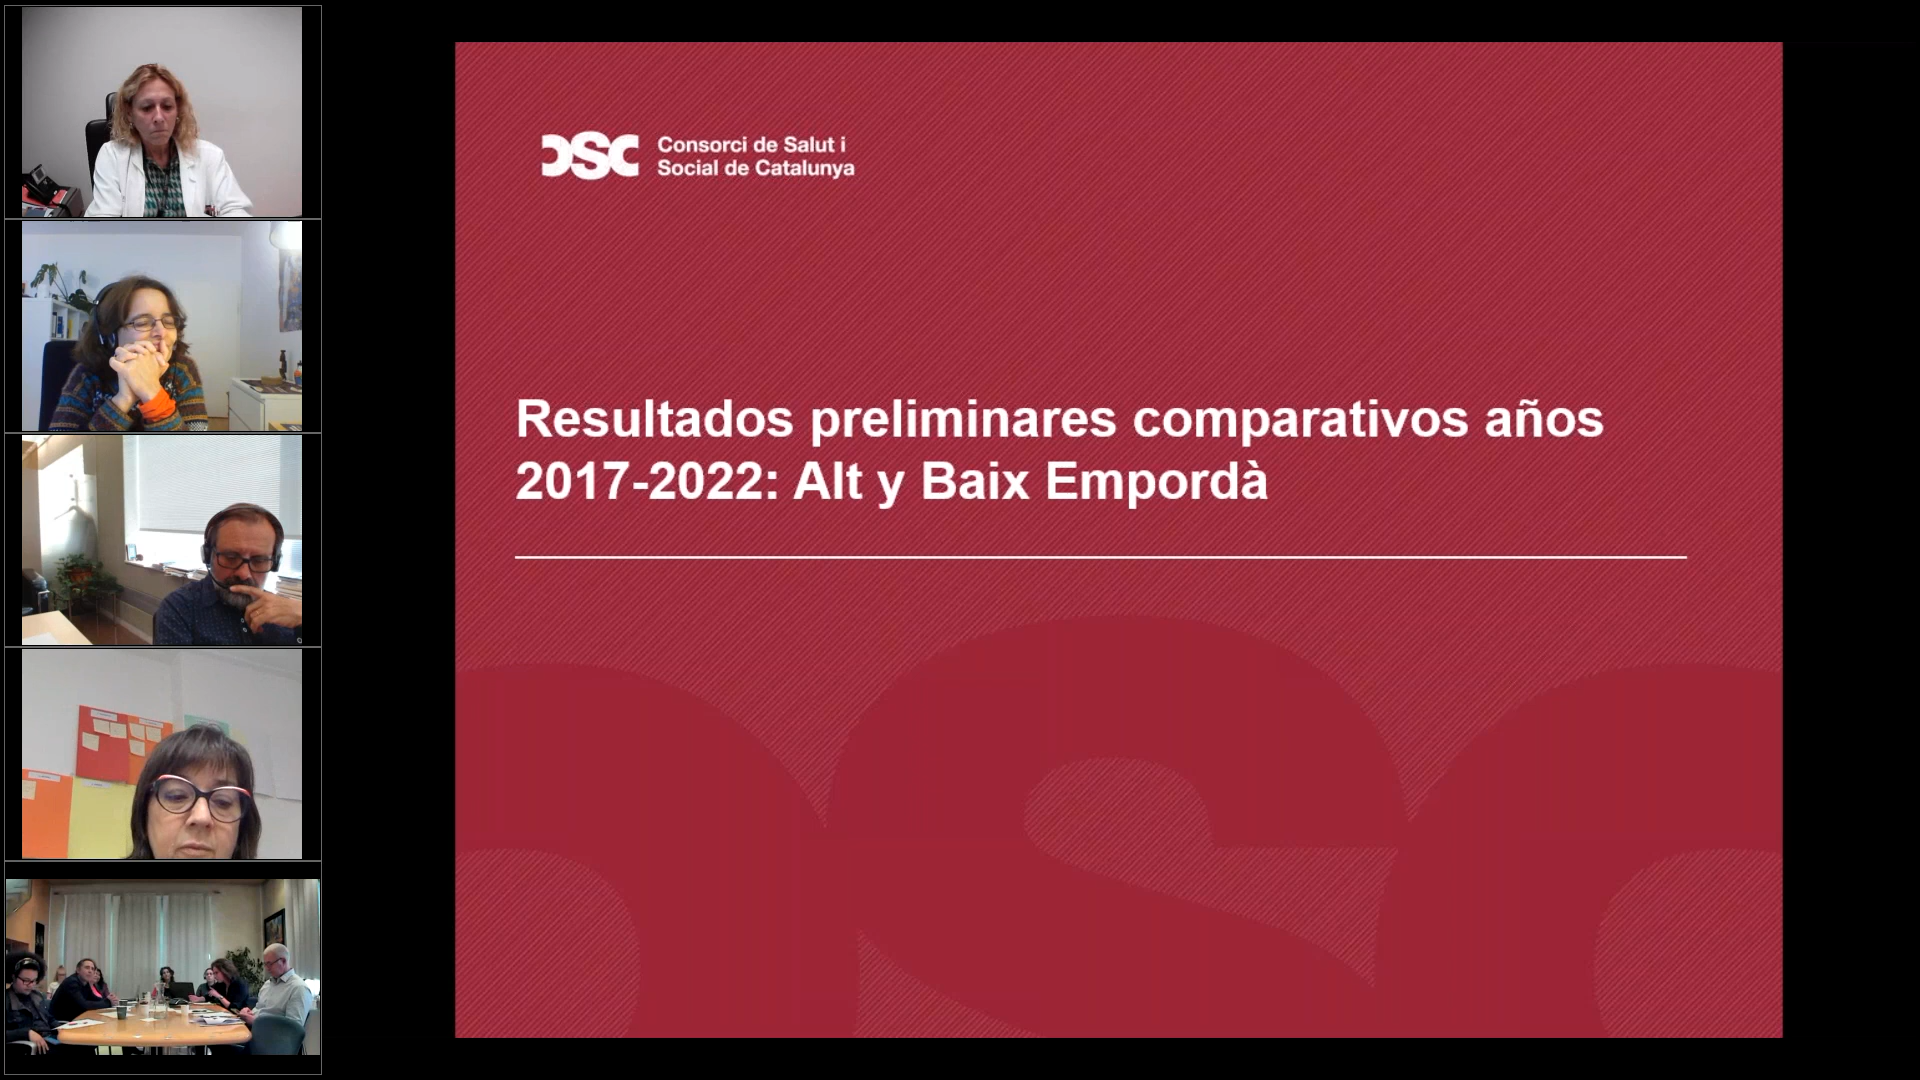 CSC
Consorci de Salut i
Social de Catalunya
Resultados preliminares comparativos años
2017-2022: Alt y Baix Empordà